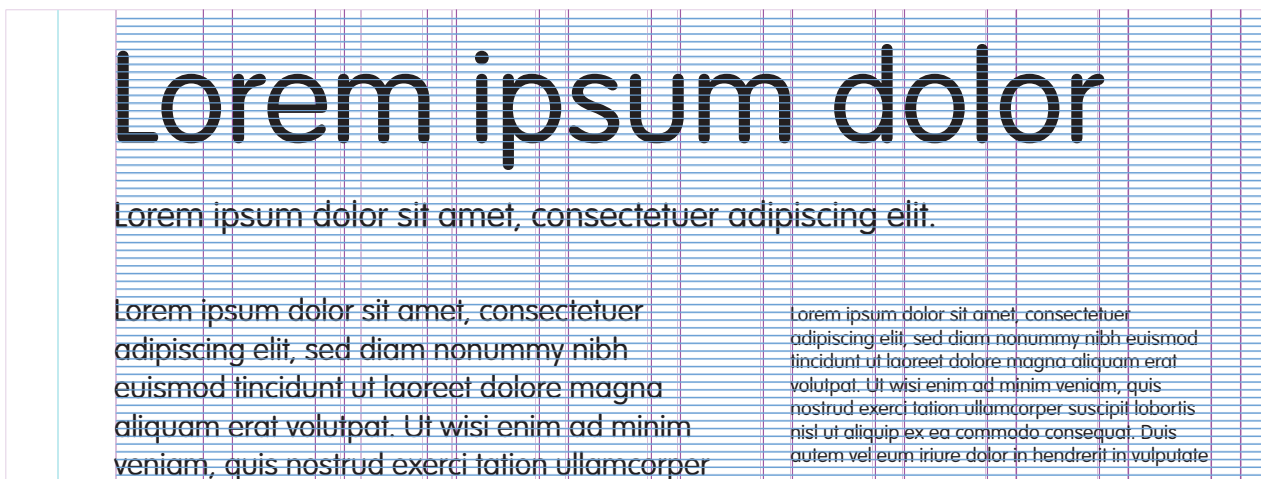 Lorem ipsum dolor
Lorem ipsum dolor sit amet, consectetuer adipiscing elit.
Lorem ipsum dolor sit amet, consectetuer
adipiscing elit, sed diam nonummy nibh
euismod tincidunt ut laoreet dolore magna
aliquam erat volutpat. Ut wisi enim ad minim
veniam, quis nostrud exerci tation ullamcorper
Lorem ipsum dolor sit amet, consectetuer
adipiscing elit, sed diam nonummy nibh euismod
tincidunt ut laoreet dolore magna aliquam erat
volutpat. Ut wisi enim ad minim veniam, quis
nostrud exerci tation ullamcorper suscipit lobortis
nisl ut aliquip ex ea commodo consequat. Duis
autem vel eum iriure dolor in hendrerit in vulputate